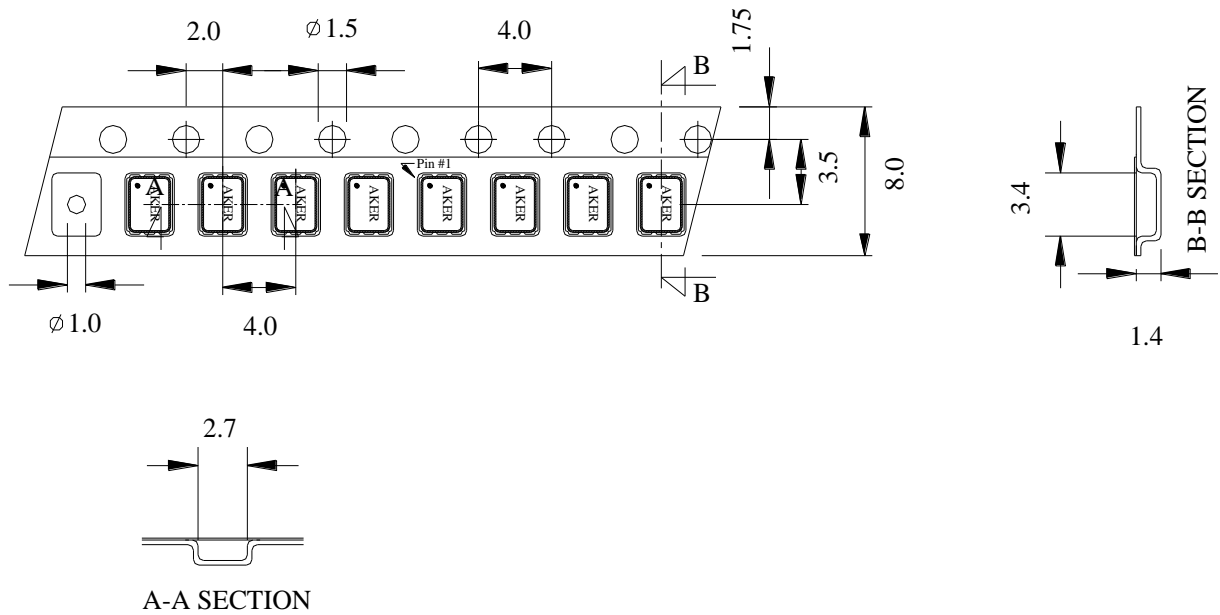 2.0
⌀1.5
4.0
1.75
B
Pin #1
A
A
AKER
AKER
AKER
AKER
AKER
AKER
AKER
AKER
3.5
8.0
B
⌀1.0
4.0
3.4
B-B SECTION
1.4
2.7
A-A SECTION